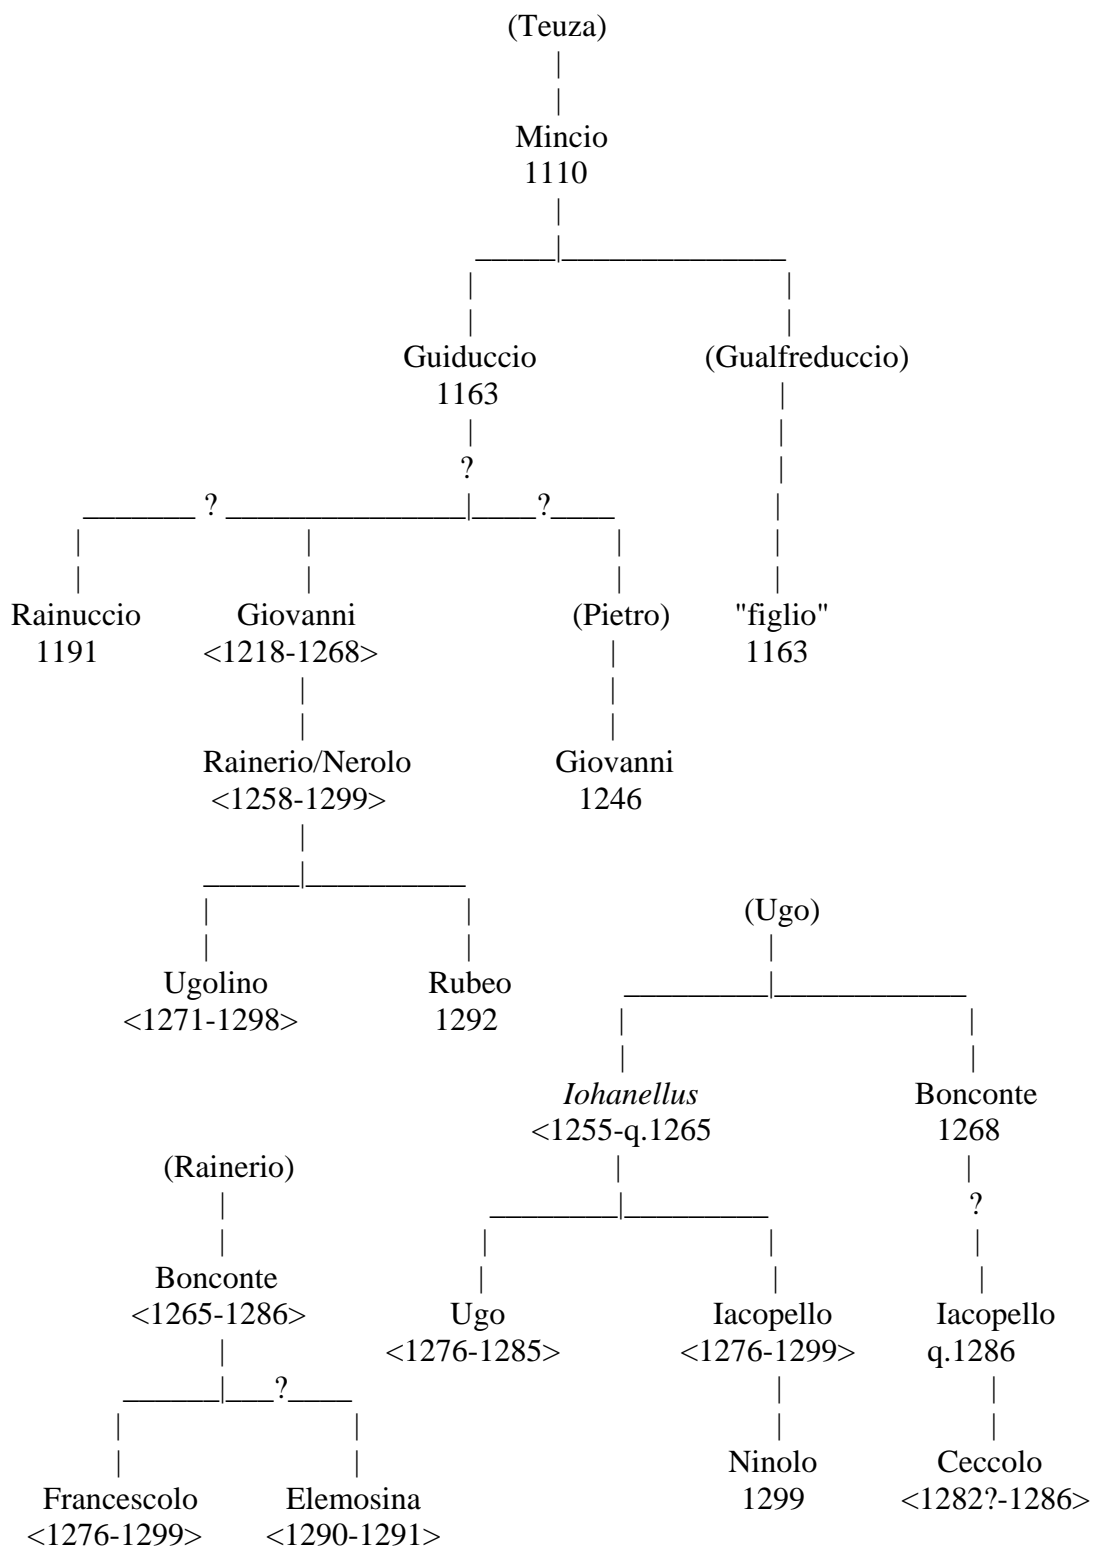 (Teuza)
Mincio
1110
Guiduccio (Gualfreduccio)
1163
?
? ?
Rainuccio Giovanni (Pietro) "figlio"
1191 <1218-1268> 1163
Rainerio/Nerolo Giovanni
<1258-1299> 1246
(Ugo)
Ugolino Rubeo
<1271-1298> 1292
Iohanellus Bonconte
<1255-q.1265 1268
(Rainerio)
?
Bonconte Ugo Iacopello Iacopello
<1265-1286> <1276-1285> <1276-1299> q.1286
?
Ninolo Ceccolo
Francescolo Elemosina 1299 <1282?-1286>
<1276-1299> <1290-1291>